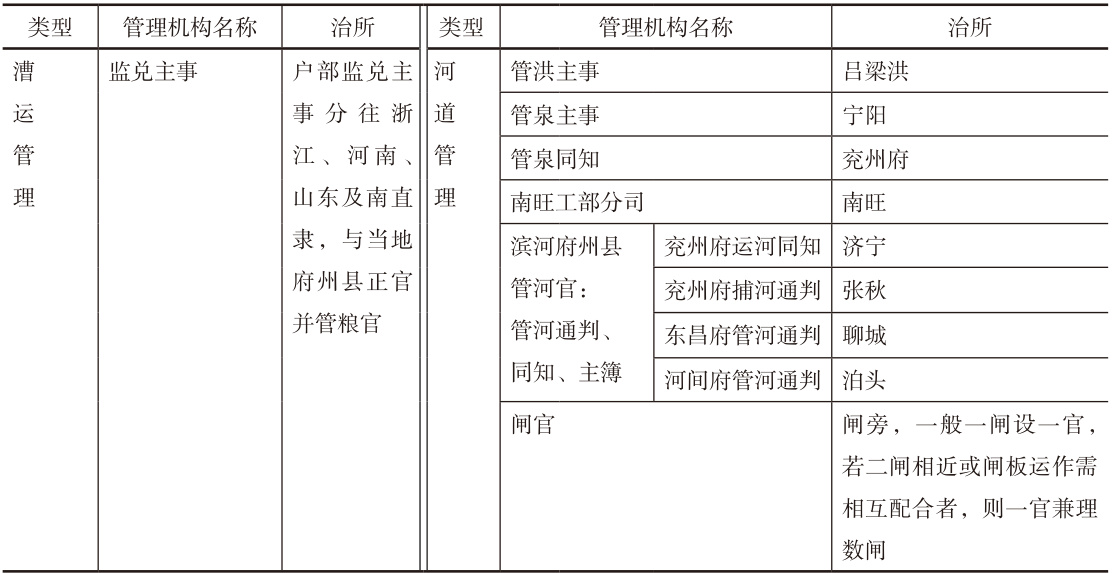 类型 管理机构名称 治所 类型 管理机构名称 治所
漕运管理
监兑主事
户部监兑主
事分往浙
江、河南、
山东及南直
隶，与当地
府州县正官
并管粮官
河道管理
管洪主事 吕梁洪
管泉主事 宁阳
管泉同知 兖州府
南旺工部分司 南旺
滨河府州县
管河官：
管河通判、
同知、主簿
兖州府运河同知 济宁
兖州府捕河通判 张秋
东昌府管河通判 聊城
河间府管河通判 泊头
闸官
闸旁，一般一闸设一官，
若二闸相近或闸板运作需
相互配合者，则一官兼理
数闸